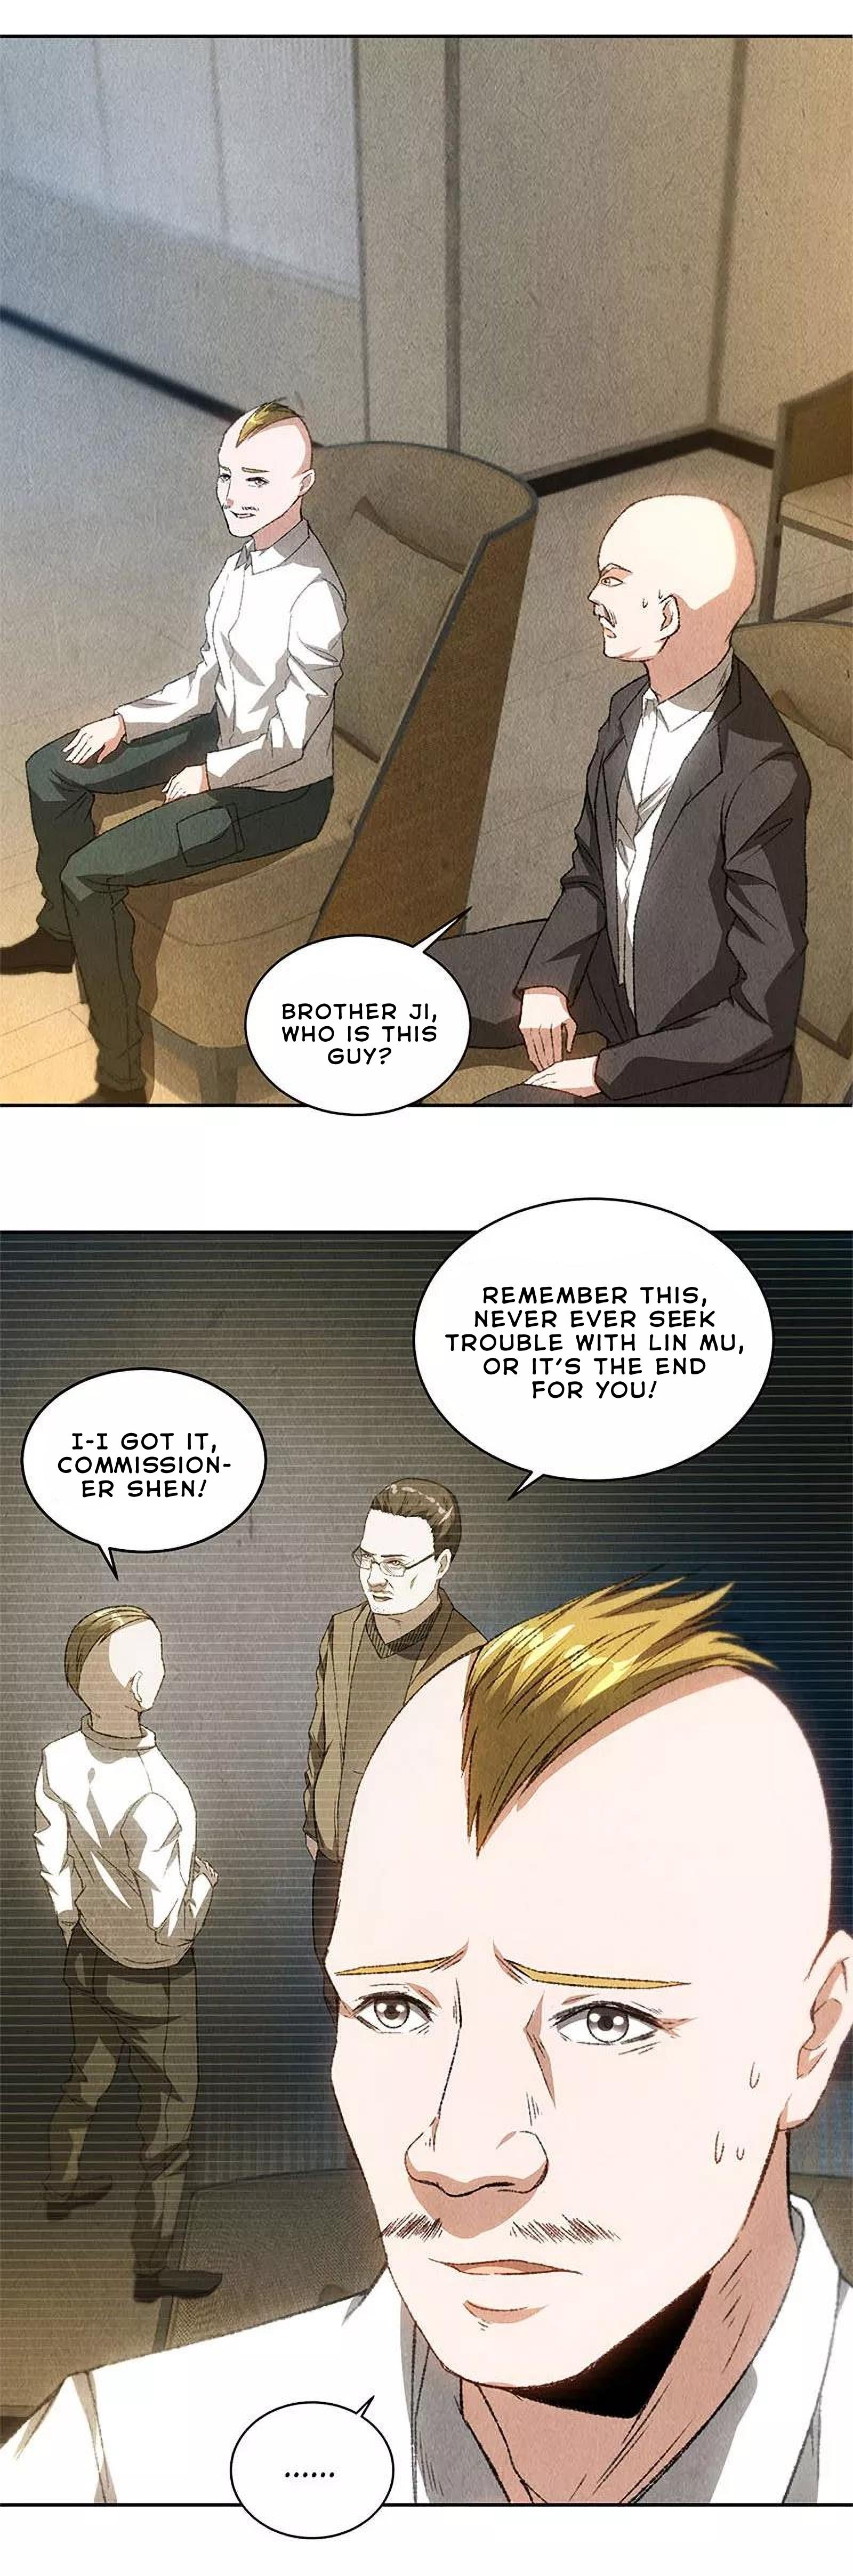 BROTHER JI,
WHO IS THIS
GUY?
REMEMBER THIS,
NEVER EVER SEEK
TROUBLE WITH LIN MU,
OR IT'S THE END
FOR YOU!
I-I GOT IT,
COMMISSION-
ER SHEN!
......